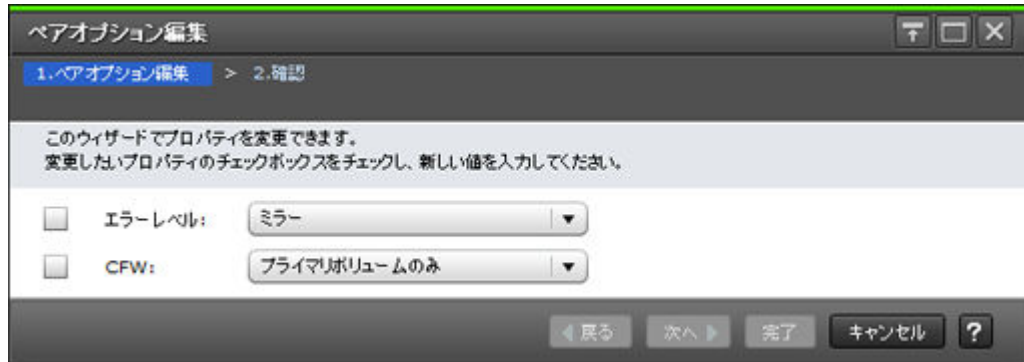 ペアオプション編集
1.ペアオプション編集 > 2.確認
このウィザードでプロパティを変更できます。
変更したいプロパティのチェックボックスをチェックし、新しい値を入力してください。
エラーレベル: ミラー
CFW: プライマリボリュームのみ
戻る 次へ 完了 キャンセル ?